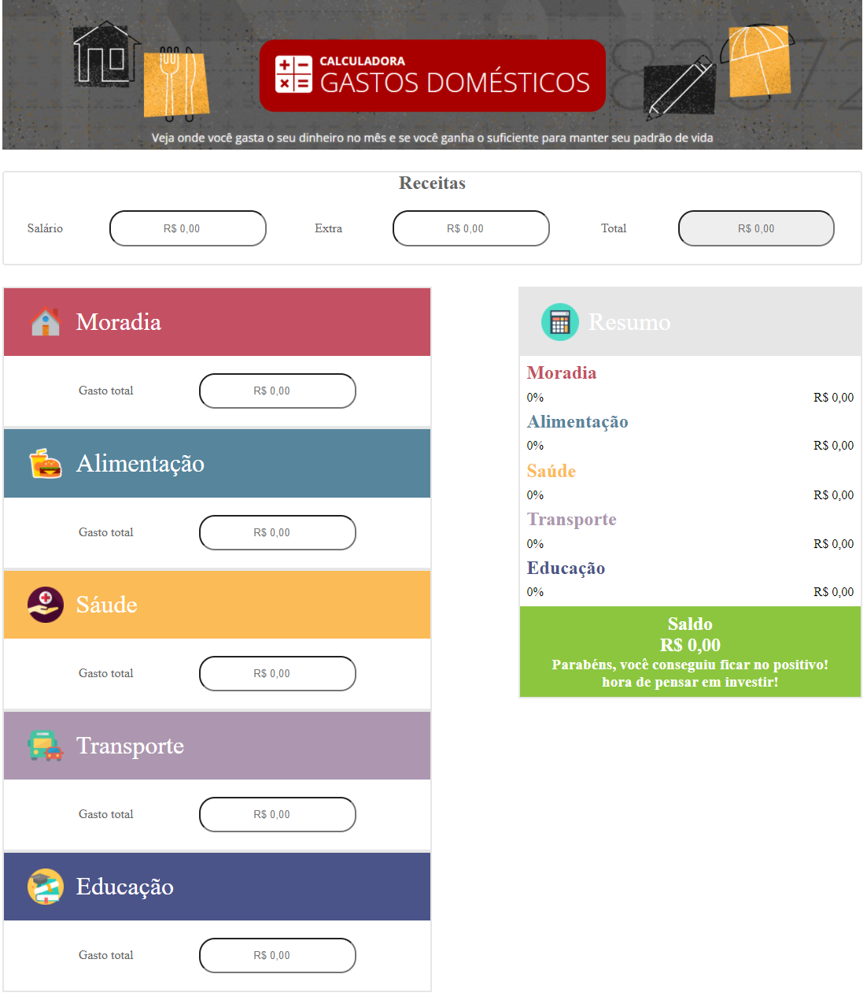 CALCULADORA
GASTOS DOMÉSTICOS
Veja onde você gasta o seu dinheiro no mês e se você ganha o suficiente para manter seu padrão de vida
Receitas
Salário R$ 0,00 Extra R$ 0,00 Total R$ 0,00
Moradia
Gasto total R$ 0,00
Alimentação
Gasto total R$ 0,00
Sáude
Gasto total R$ 0,00
Transporte
Gasto total R$ 0,00
Educação
Gasto total R$ 0,00
Resumo
Moradia
0% R$ 0,00
Alimentação
0% R$ 0,00
Saúde
0% R$ 0,00
Transporte
0% R$ 0,00
Educação
0% R$ 0,00
Saldo
R$ 0,00
Parabéns, você conseguiu ficar no positivo!
hora de pensar em investir!